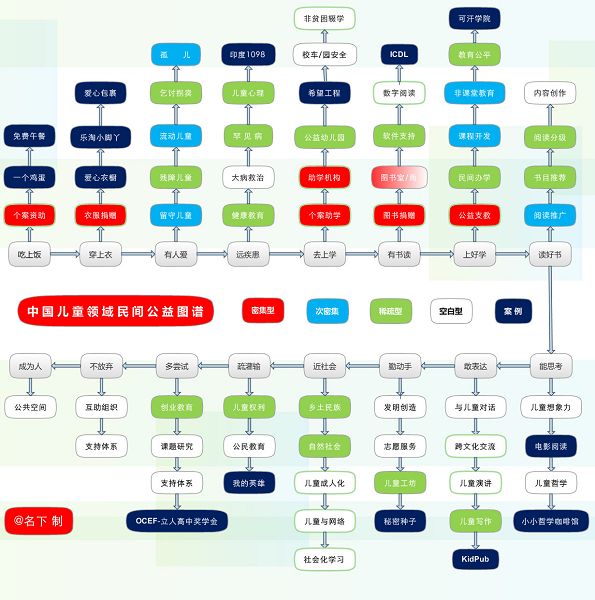 非贫困辍学
可汗学院
孤 儿
印度1098
校车/园安全
ICDL
教育公平
爱心包裹
乞讨拐卖
儿童心理
希望工程
数字阅读
非课堂教育
内容创作
免费午餐
乐淘小脚丫
流动儿童
罕见病
公益幼儿园
软件支持
课程开发
阅读分级
一个鸡蛋
爱心衣橱
残障儿童
大病救治
助学机构
图书室/角
民间办学
书目推荐
个案资助
衣服捐赠
留守儿童
健康教育
个案助学
图书捐赠
公益支教
阅读推广
吃上饭
穿上衣
有人爱
远疾患
去上学
有书读
上好学
读好书
中国儿童领域民间公益图谱
密集型
次密集
稀疏型
空白型
案 例
成为人
不放弃
多尝试
疏灌输
近社会
勤动手
敢表达
能思考
公共空间
互助组织
创业教育
儿童权利
乡土民族
发明创造
与儿童对话
儿童想象力
支持体系
课题研究
公民教育
自然社会
志愿服务
跨文化交流
电影阅读
支持体系
我的英雄
儿童成人化
儿童工坊
儿童演讲
儿童哲学
@名下 制
OCEF-立人高中奖学金
儿童与网络
秘密种子
儿童写作
小小哲学咖啡馆
社会化学习
KidPub